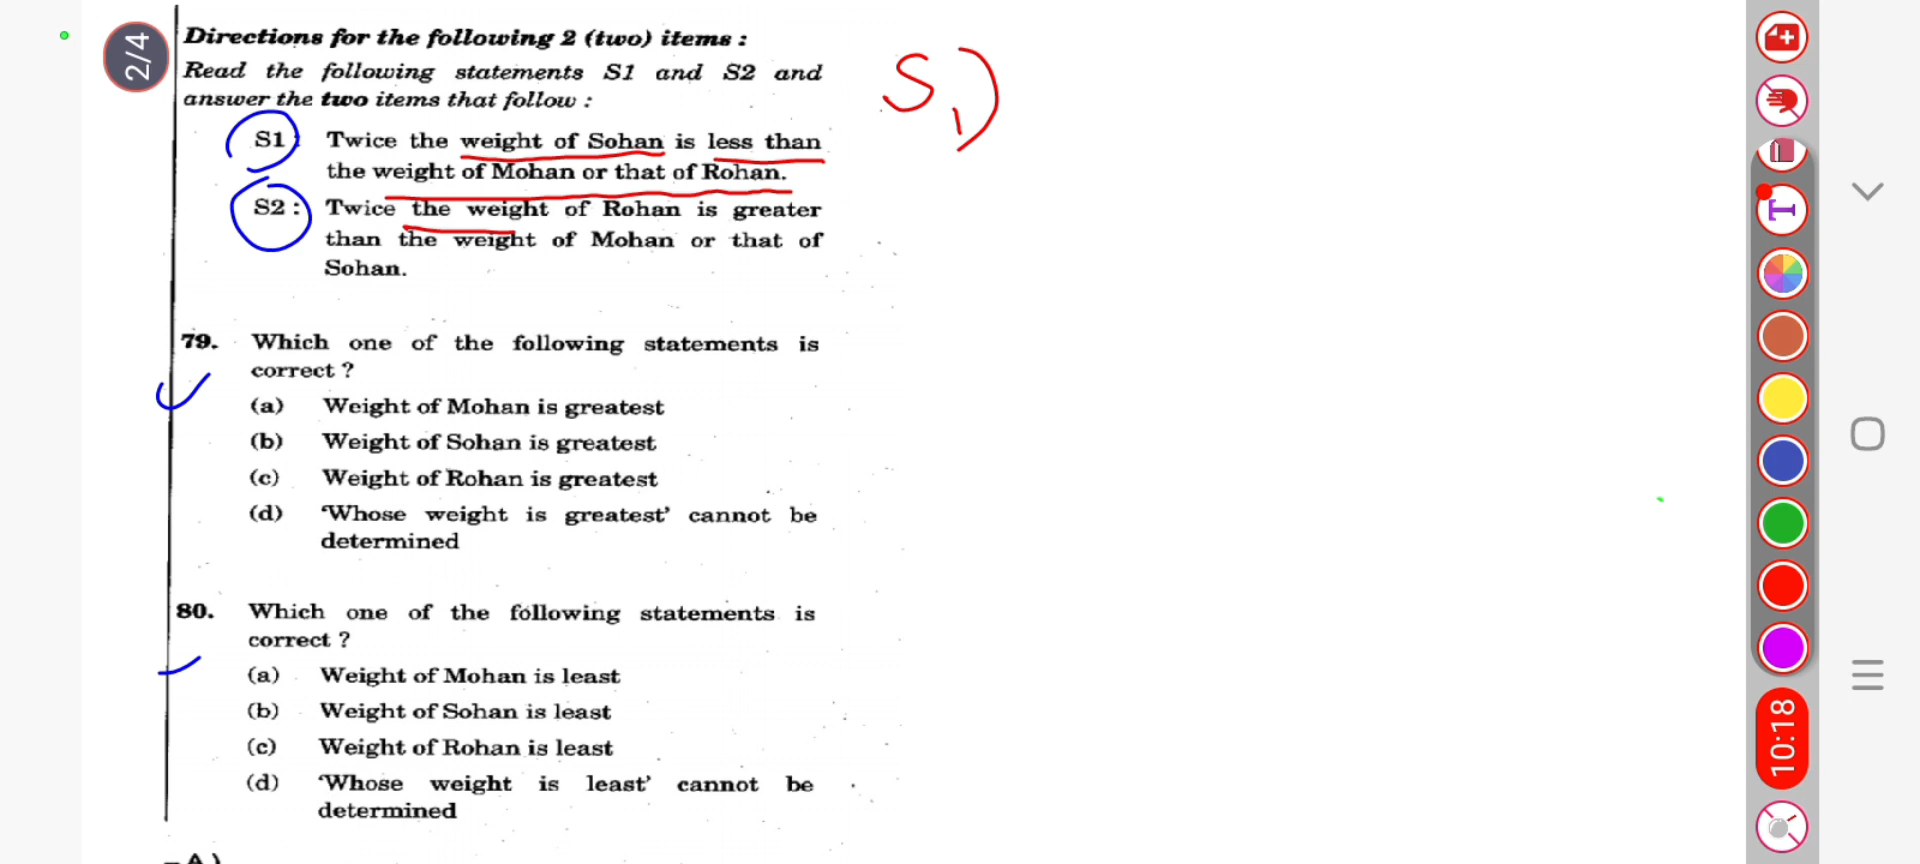 2/4
Directions for the following 2 (two) items :
Read the following statements S1 and S2 and
answer the two items that follow :
S1 : Twice the weight of Sohan is less than
the weight of Mohan or that of Rohan.
S2 : Twice the weight of Rohan is greater
than the weight of Mohan or that of
Sohan.
S1)
79. Which one of the following statements is
correct ?
(a) Weight of Mohan is greatest
(b) Weight of Sohan is greatest
(c) Weight of Rohan is greatest
(d) ‘Whose weight is greatest’ cannot be
determined
80. Which one of the following statements is
correct ?
(a) Weight of Mohan is least
(b) Weight of Sohan is least
(c) Weight of Rohan is least
(d) ‘Whose weight is least’ cannot be
determined
T
10:18